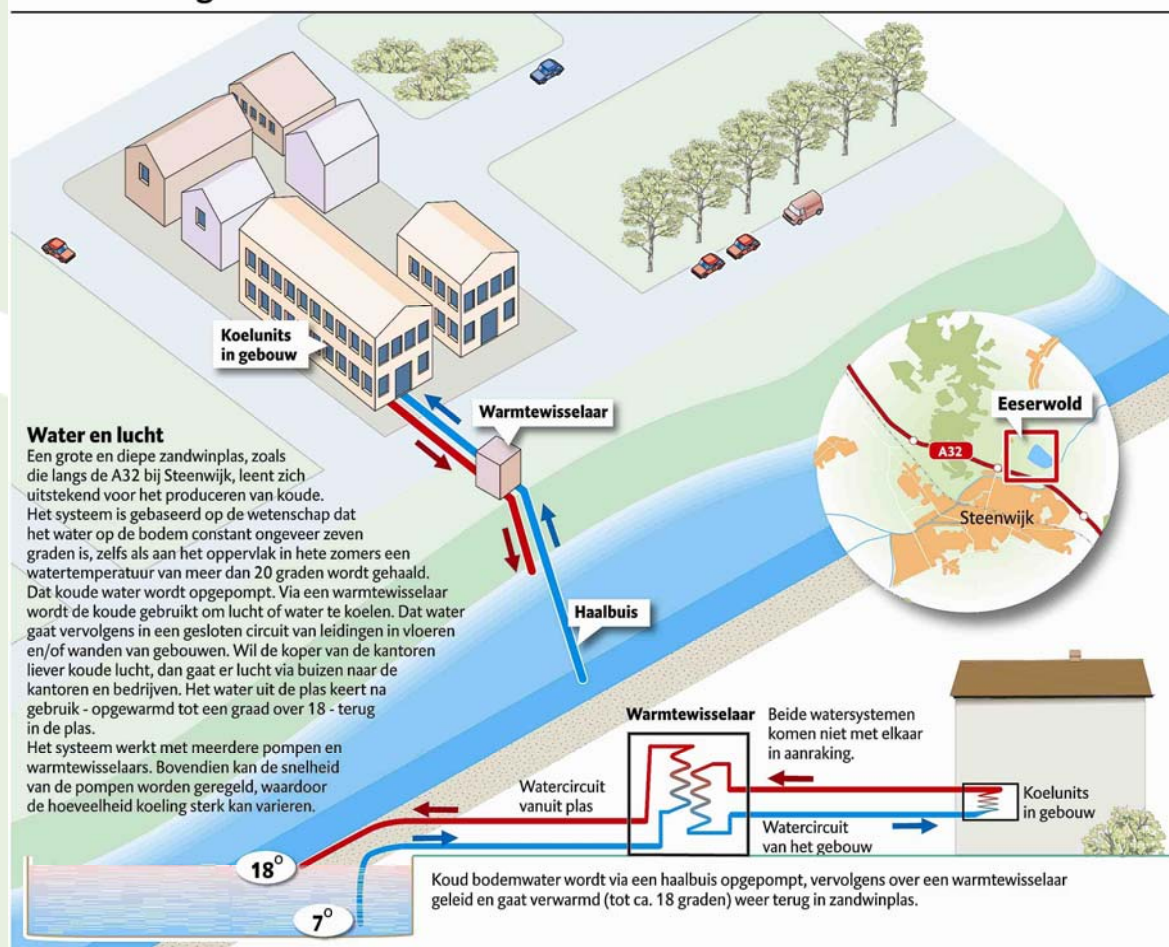 Koelunits
in gebouw
Warmtewisselaar
Haalbuis
Eeserwold
A32
Steenwijk
Water en lucht
Een grote en diepe zandwinplas, zoals
die langs de A32 bij Steenwijk, leent zich
uitstekend voor het produceren van koude.
Het systeem is gebaseerd op de wetenschap dat
het water op de bodem constant ongeveer zeven
graden is, zelfs als aan het oppervlak in hete zomers een
watertemperatuur van meer dan 20 graden wordt gehaald.
Dat koude water wordt opgepompt. Via een warmtewisselaar
wordt de koude gebruikt om lucht of water te koelen. Dat water
gaat vervolgens in een gesloten circuit van leidingen in vloeren
en/of wanden van gebouwen. Wil de koper van de kantoren
liever koude lucht, dan gaat er lucht via buizen naar de
kantoren en bedrijven. Het water uit de plas keert na
gebruik - opgewarmd tot een graad over 18 - terug
in de plas.
Het systeem werkt met meerdere pompen en
warmtewisselaars. Bovendien kan de snelheid
van de pompen worden geregeld, waardoor
de hoeveelheid koeling sterk kan varieren.
Warmtewisselaar
Beide watersystemen
komen niet met elkaar
in aanraking.
Watercircuit
vanuit plas
Watercircuit
van het gebouw
Koelunits
in gebouw
18°
7°
Koud bodemwater wordt via een haalbuis opgepompt, vervolgens over een warmtewisselaar
geleid en gaat verwarmd (tot ca. 18 graden) weer terug in zandwinplas.